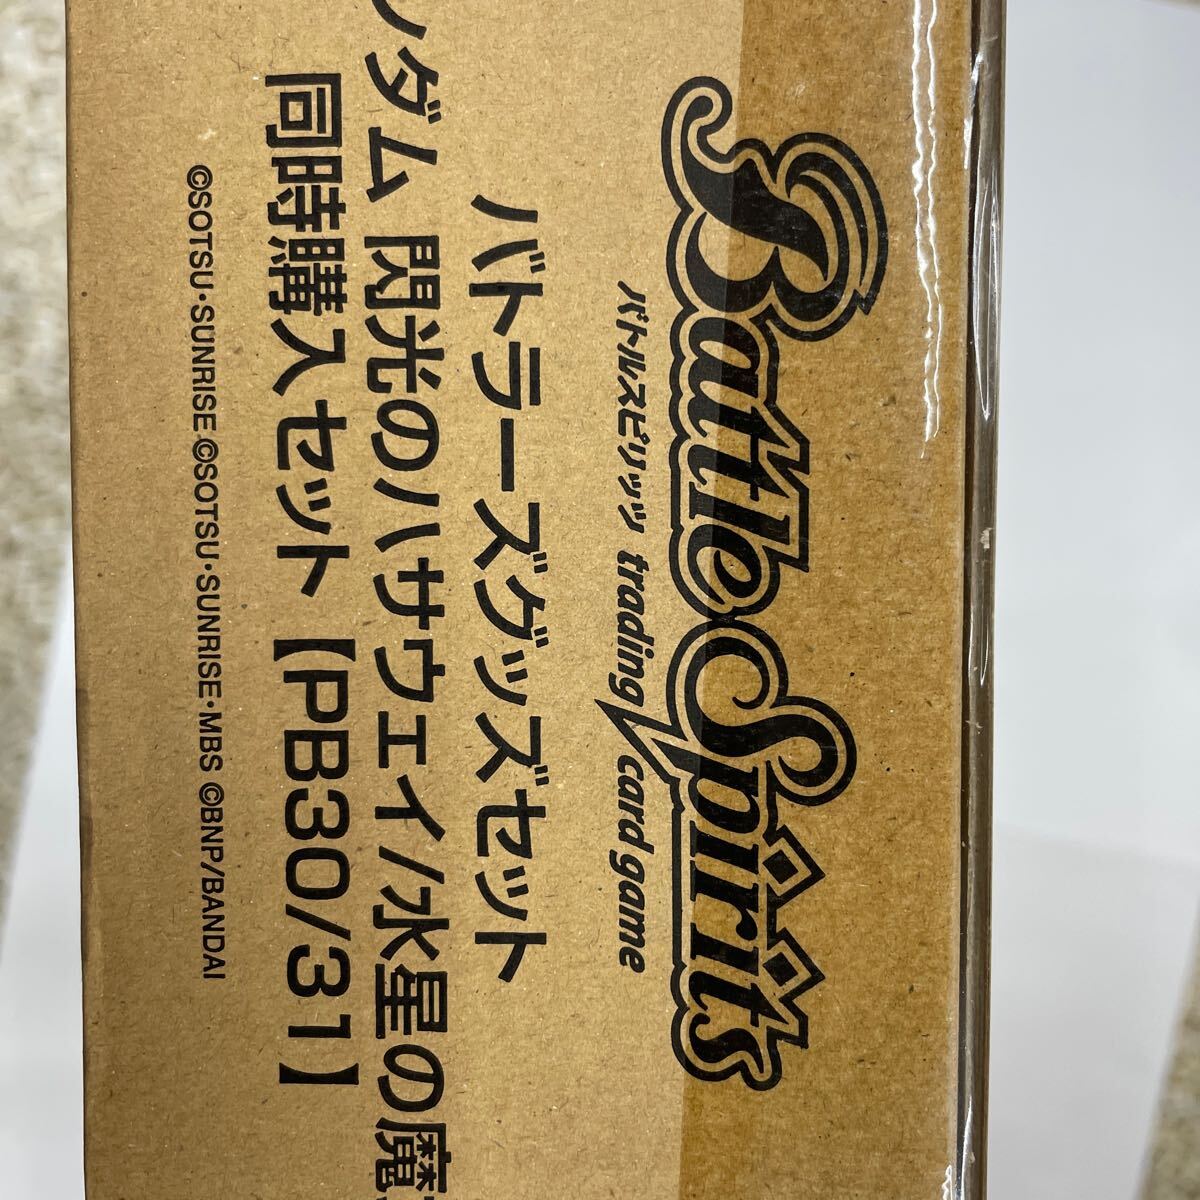 Battle Spirits
バトルスピリッツ trading card game
バトラーズグッズセット
ンダム 閃光のハサウェイ/水星の魔
同時購入セット【PB30/31】
©SOTSU・SUNRISE ©SOTSU・SUNRISE・MBS ©BNP/BANDAI